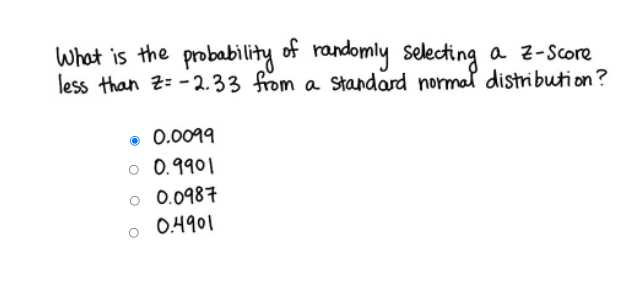 What is the probability of randomly selecting a z-score
less than z= -2.33 from a standard normal distribution?
0.0099
0.9901
0.0987
0.4901